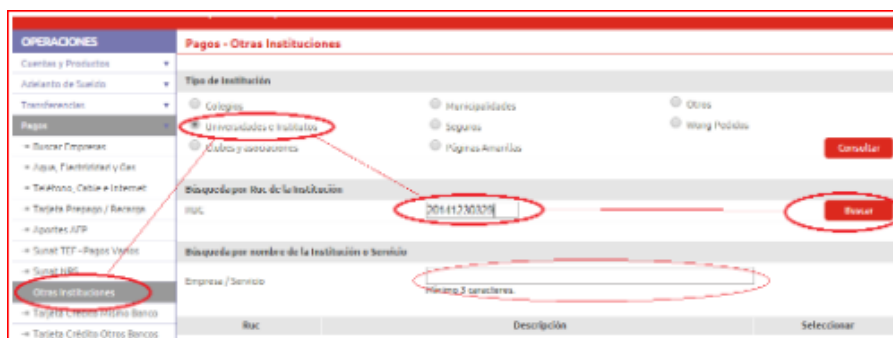 OPERACIONES
Cuentas y Productos
Adelanto de Sueldo
Transferencias
Pagos
Buscar Empresas
Agua, Electricidad y Gas
Teléfono, Cable e Internet
Tarjeta Prepago / Recarga
Aportes AFP
Sunat TEF -Pagos Varios
Sunat NPS
Otras Instituciones
Tarjeta Crédito Mismo Banco
Tarjeta Crédito Otros Bancos
Pagos - Otras Instituciones
Tipo de Institución
Colegios
Municipalidades
Otros
Universidades e Institutos
Seguros
Wong Pedidos
Clubes y asociaciones
Páginas Amarillas
Consultar
Búsqueda por Ruc de la Institución
RUC
20141230329
Buscar
Búsqueda por nombre de la Institución o Servicio
Empresa / Servicio
Mínimo 3 caracteres.
Ruc
Descripción
Seleccionar